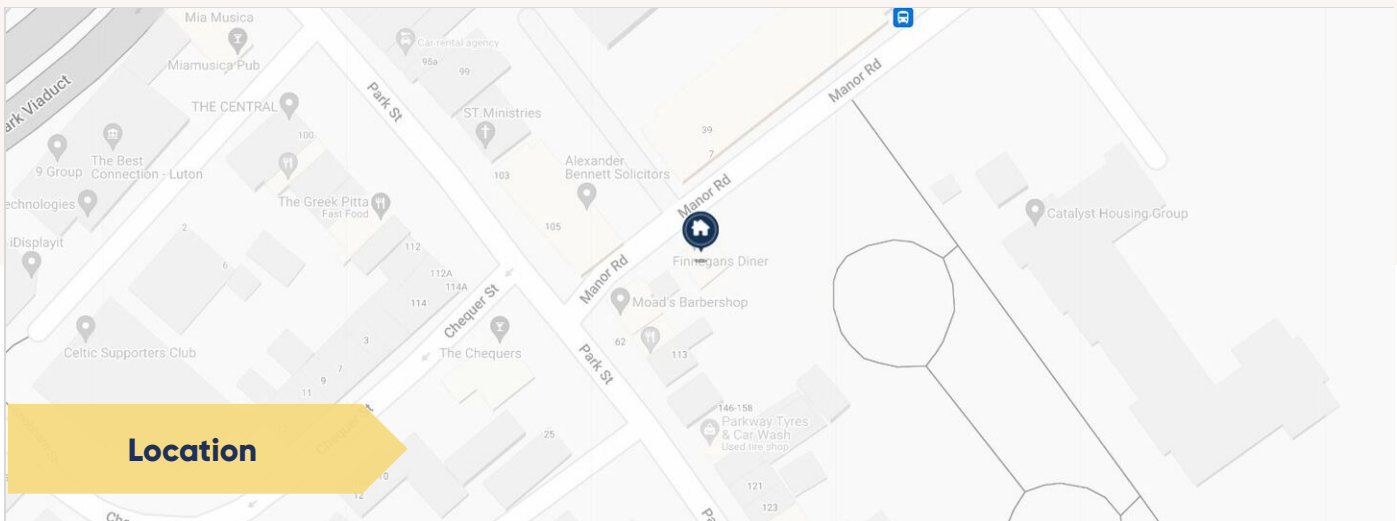 Mia Musica
Miamusica Pub
ark Viaduct
THE CENTRAL
100
The Best
Connection - Luton
9 Group
echnologies
iDisplayit
2
6
Park St
Car rental agency
95a
99
ST.Ministries
103
105
Alexander
Bennett Solicitors
39
7
Manor Rd
Manor Rd
Manor Rd
The Greek Pitta
Fast Food
112
112A
114A
114
Chequer St
3
7
9
11
Celtic Supporters Club
The Chequers
Finnegans Diner
Moad's Barbershop
62
113
Park St
Catalyst Housing Group
146-158
Parkway Tyres
& Car Wash
Used tire shop
121
123
25
10
12
Location